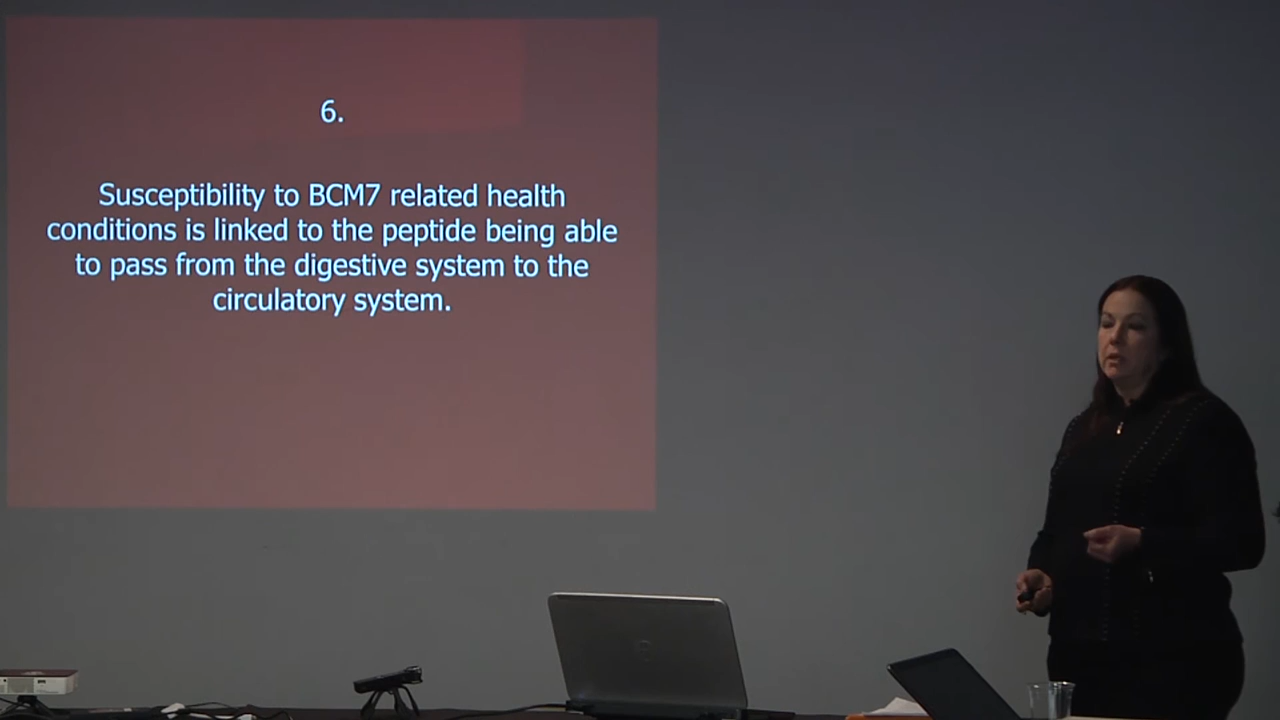 6.
Susceptibility to BCM7 related health
conditions is linked to the peptide being able
to pass from the digestive system to the
circulatory system.